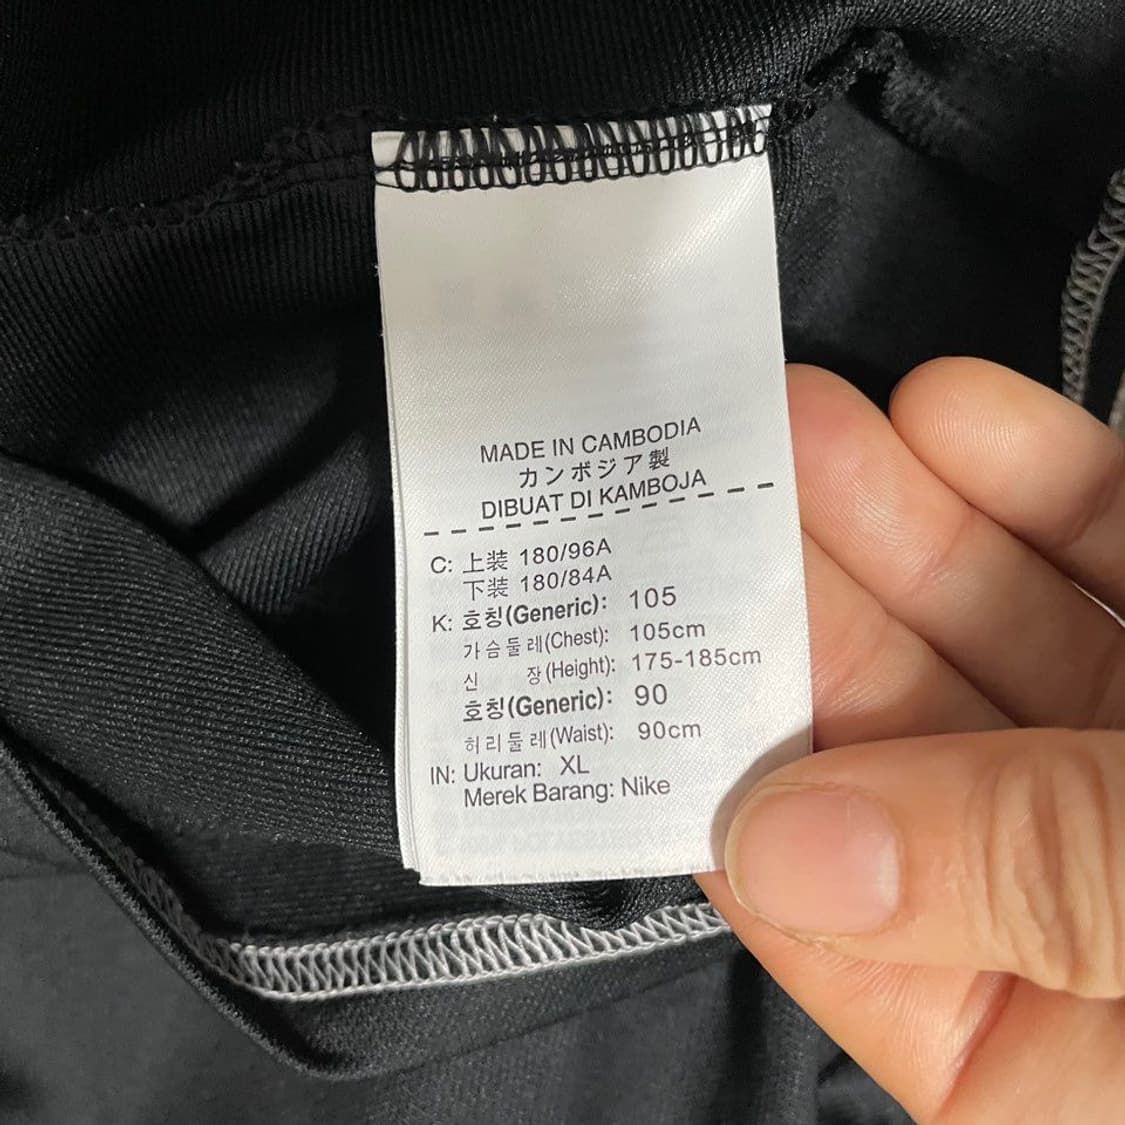 MADE IN CAMBODIA
カンボジア製
DIBUAT DI KAMBOJA
C: 上装 180/96A
下装 180/84A
K: 호칭(Generic): 105
가슴둘레(Chest): 105cm
신 장(Height): 175-185cm
호칭(Generic): 90
허리둘레(Waist): 90cm
IN: Ukuran: XL
Merek Barang: Nike